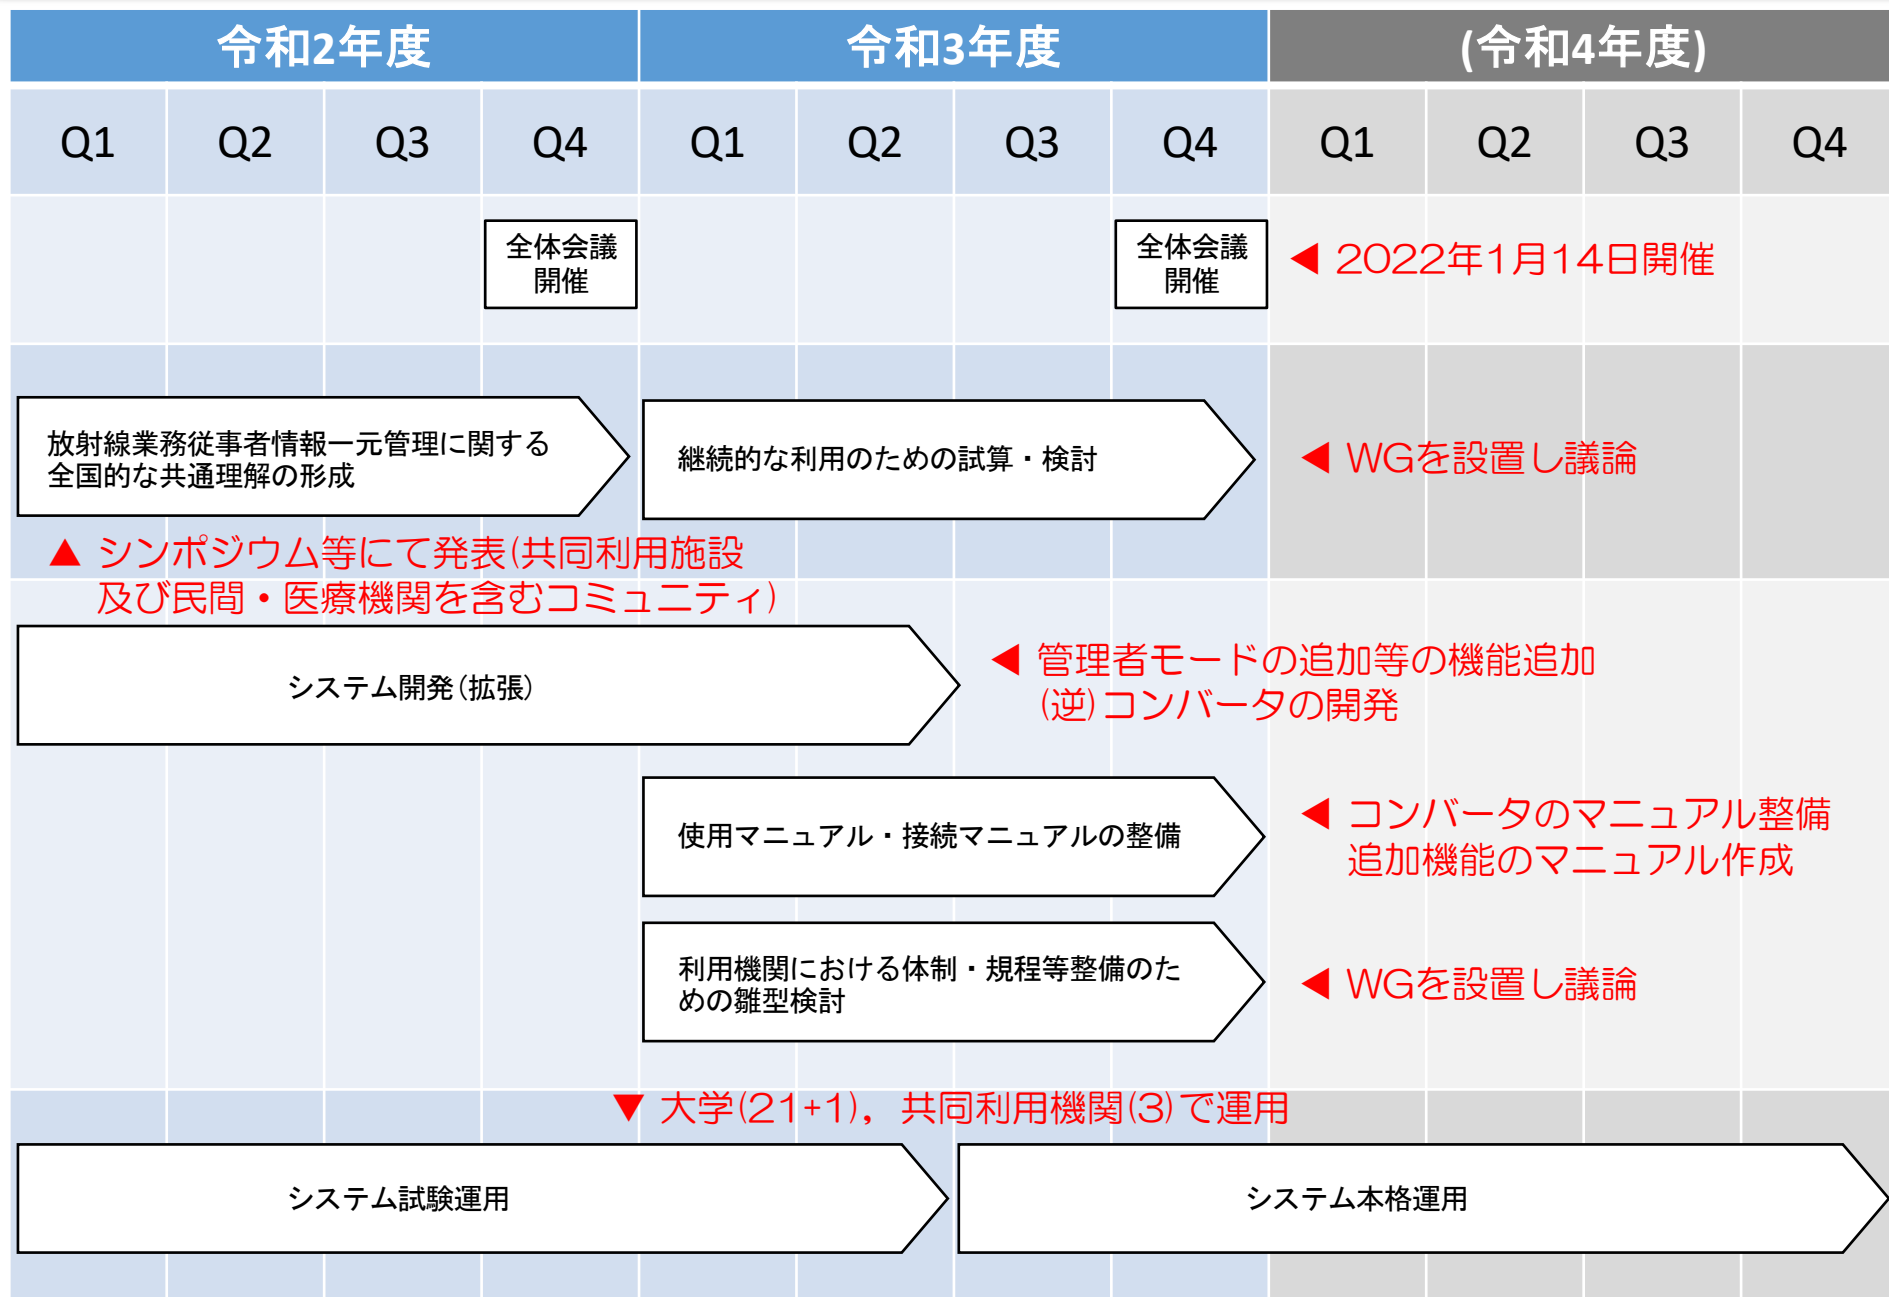 令和2年度 令和3年度 (令和4年度)
Q1 Q2 Q3 Q4 Q1 Q2 Q3 Q4 Q1 Q2 Q3 Q4
全体会議
開催
全体会議
開催
◀ 2022年1月14日開催
放射線業務従事者情報一元管理に関する
全国的な共通理解の形成
継続的な利用のための試算・検討
◀ WGを設置し議論
▲ シンポジウム等にて発表(共同利用施設
及び民間・医療機関を含むコミュニティ)
システム開発(拡張)
◀ 管理者モードの追加等の機能追加
(逆)コンバータの開発
使用マニュアル・接続マニュアルの整備
◀ コンバータのマニュアル整備
追加機能のマニュアル作成
利用機関における体制・規程等整備のた
めの雛型検討
◀ WGを設置し議論
▼ 大学(21+1)，共同利用機関(3)で運用
システム試験運用
システム本格運用